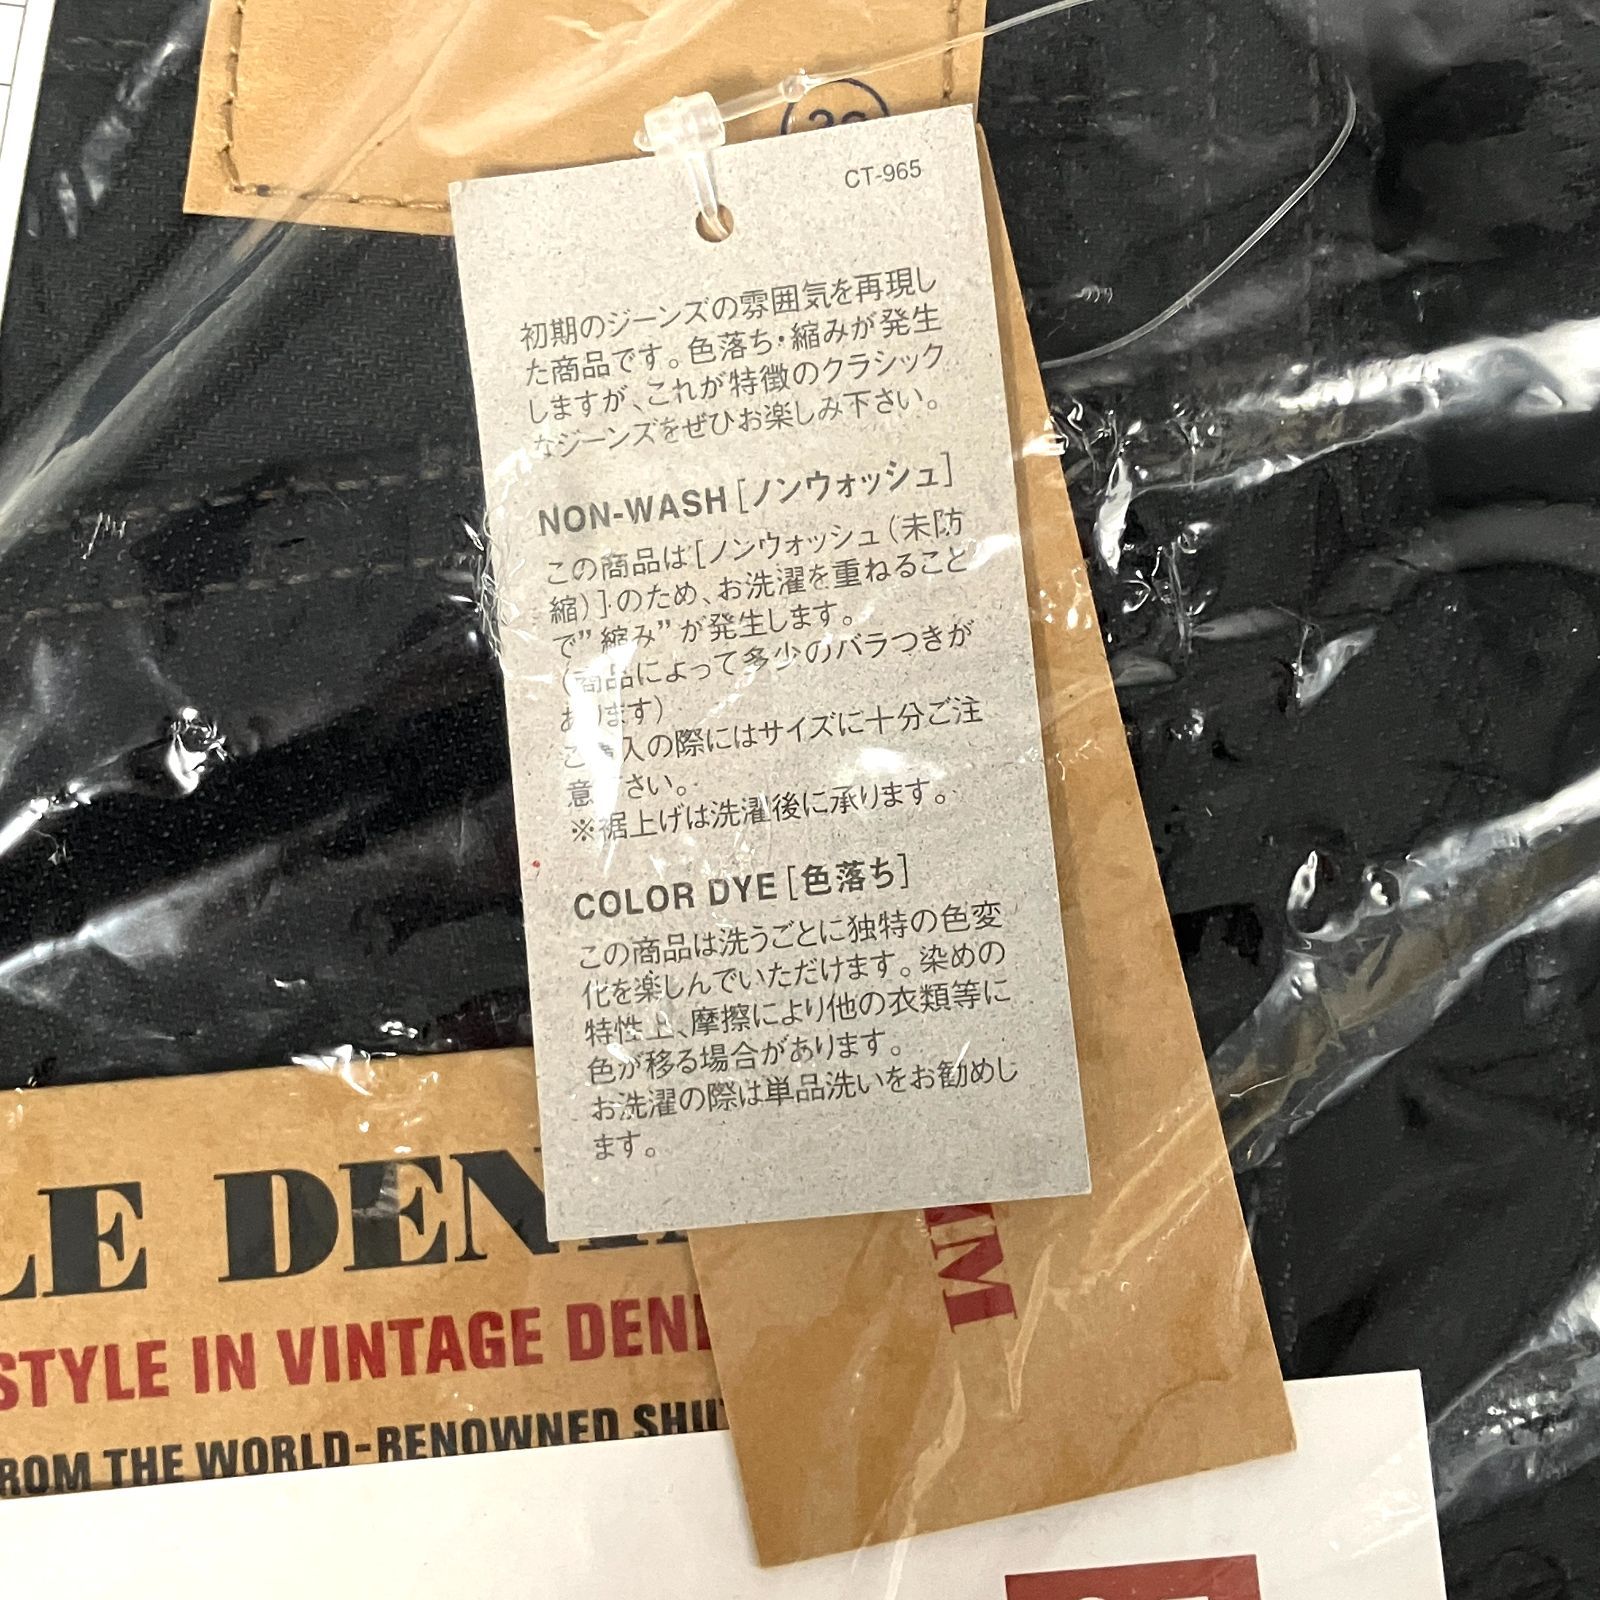 CT-965
初期のジーンズの雰囲気を再現し
た商品です。色落ち・縮みが発生
しますが、これが特徴のクラシック
なジーンズをぜひお楽しみ下さい。
NON-WASH[ノンウォッシュ]
この商品は[ノンウォッシュ(未防
縮)]のため、お洗濯を重ねること
で"縮み"が発生します。
(商品によって多少のバラつきが
あります)
ご購入の際にはサイズに十分ご注
意下さい。
※裾上げは洗濯後に承ります。
COLOR DYE[色落ち]
この商品は洗うごとに独特の色変
化を楽しんでいただけます。染めの
特性上、摩擦により他の衣類等に
色が移る場合があります。
お洗濯の際は単品洗いをお勧めし
ます。
STYLE IN VINTAGE
FROM THE WORLD-RENOWNED